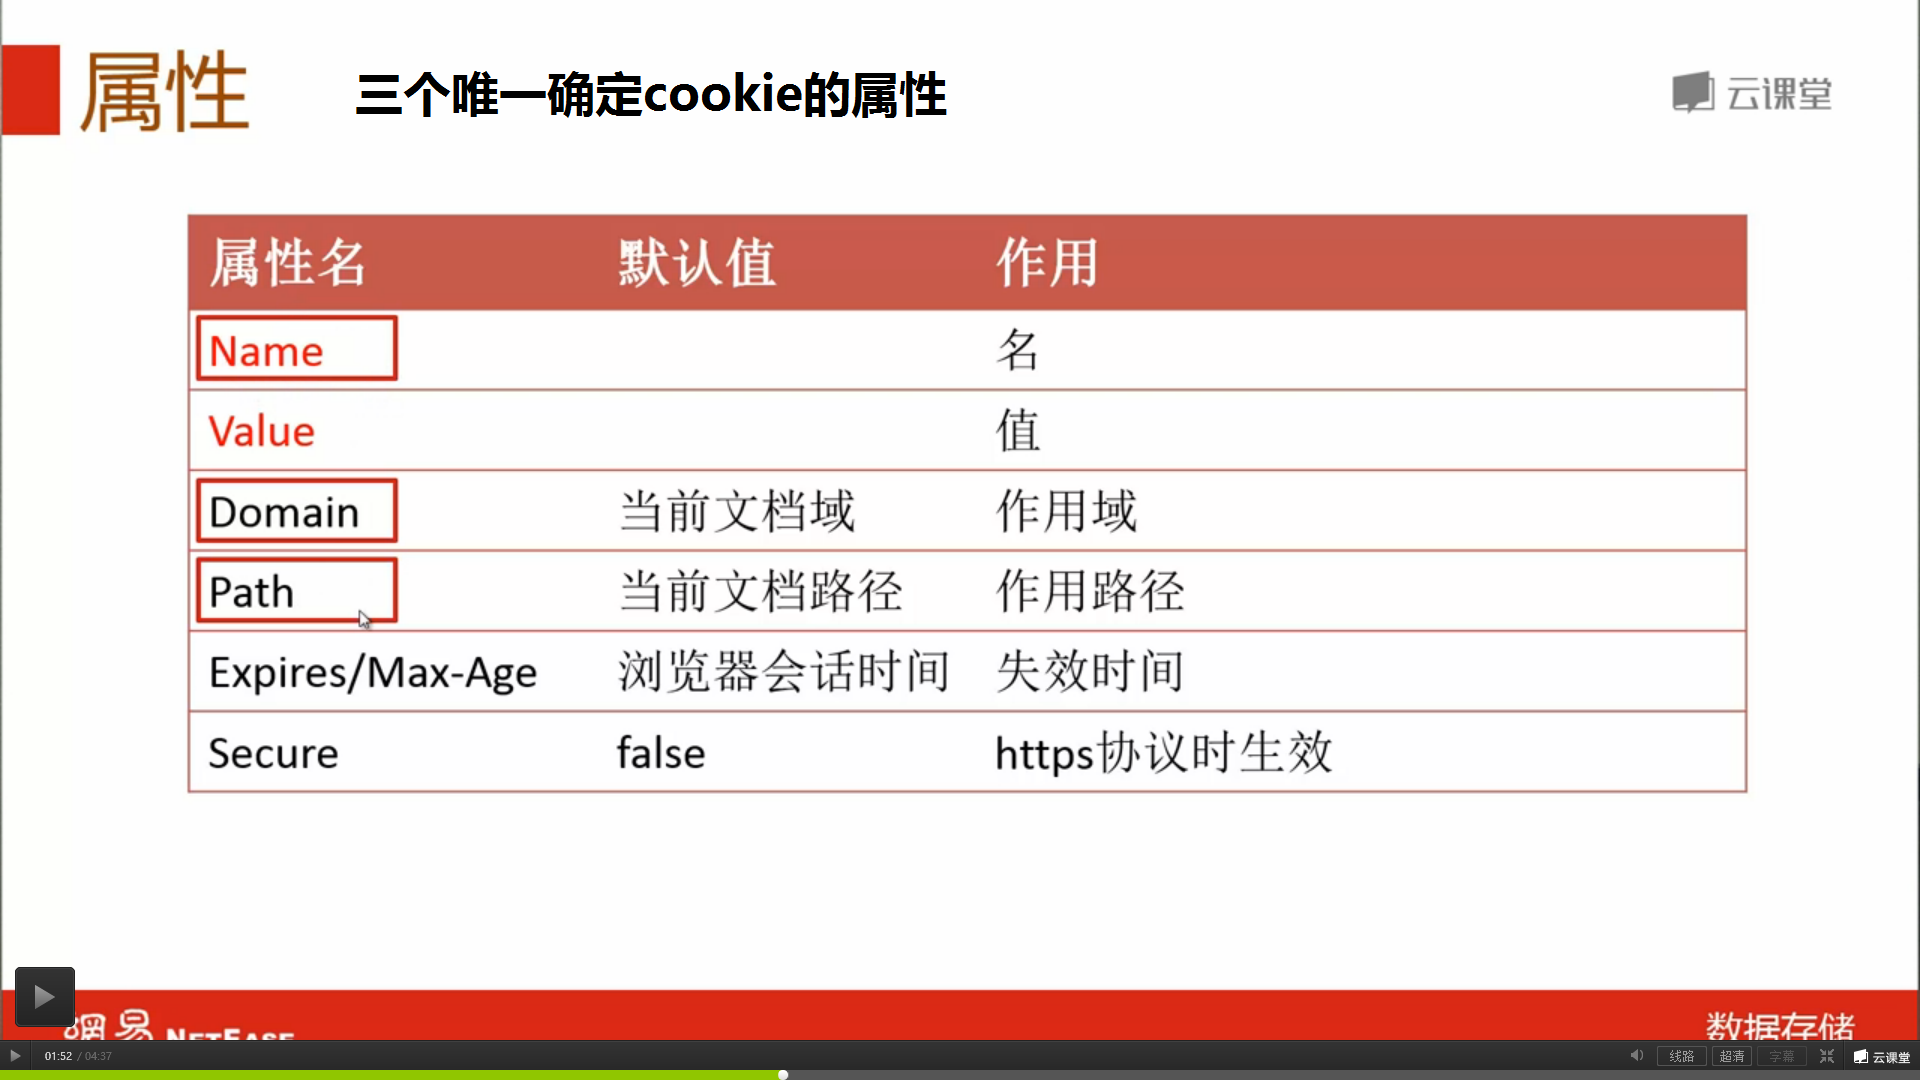 属性 三个唯一确定cookie的属性 云课堂
属性名 默认值 作用
Name 名
Value 值
Domain 当前文档域 作用域
Path 当前文档路径 作用路径
Expires/Max-Age 浏览器会话时间 失效时间
Secure false https协议时生效
網易 NETEASE 数据存储
01:52 / 04:37 线路 超清 字幕 云课堂